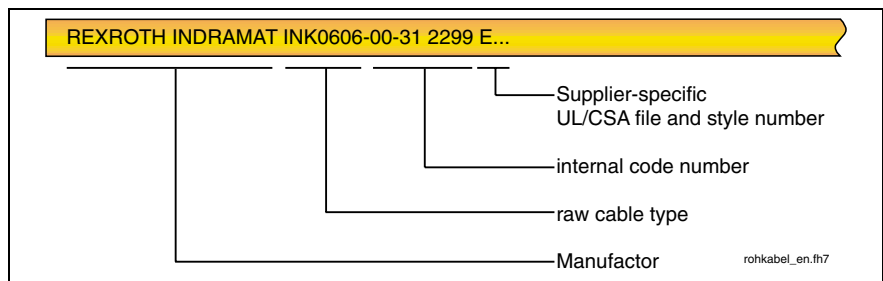 REXROTH INDRAMAT INK0606-00-31 2299 E...
Supplier-specific
UL/CSA file and style number
internal code number
raw cable type
Manufactor
rohkabel_en.fh7